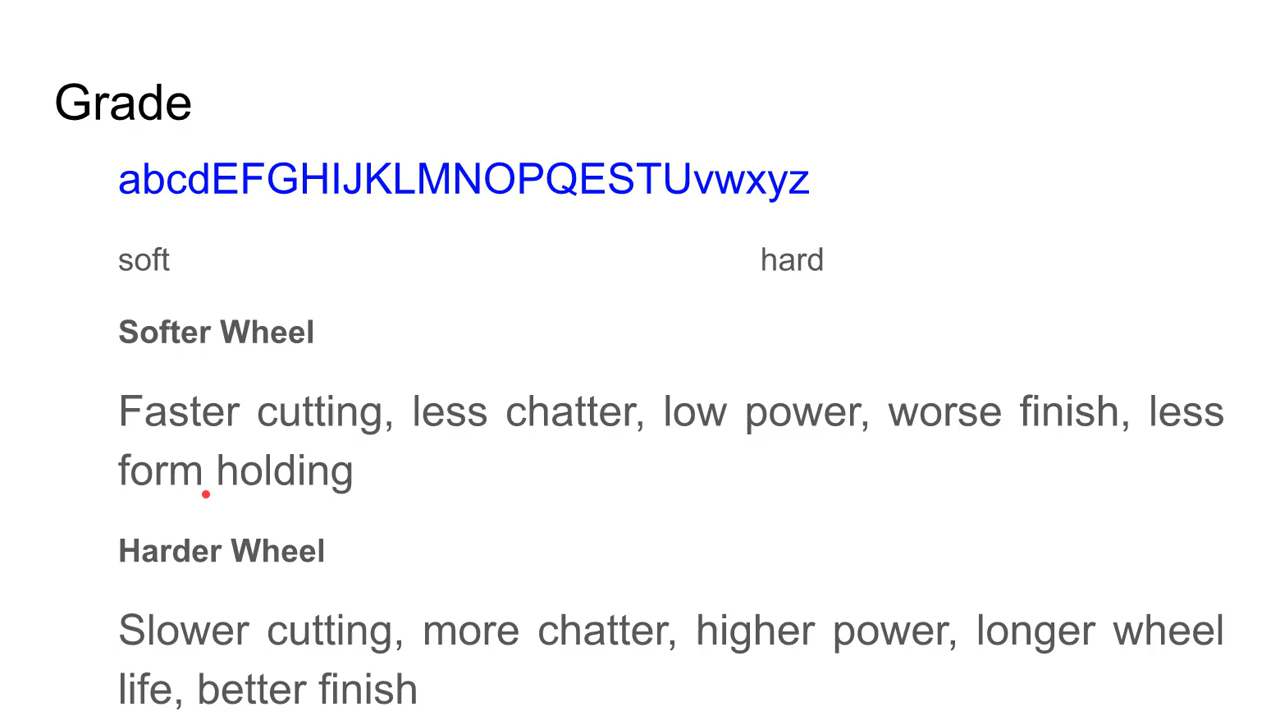 Grade
abcdEFGHIJKLMNOPQESTUvwxyz
soft hard
Softer Wheel
Faster cutting, less chatter, low power, worse finish, less
form holding
Harder Wheel
Slower cutting, more chatter, higher power, longer wheel
life, better finish